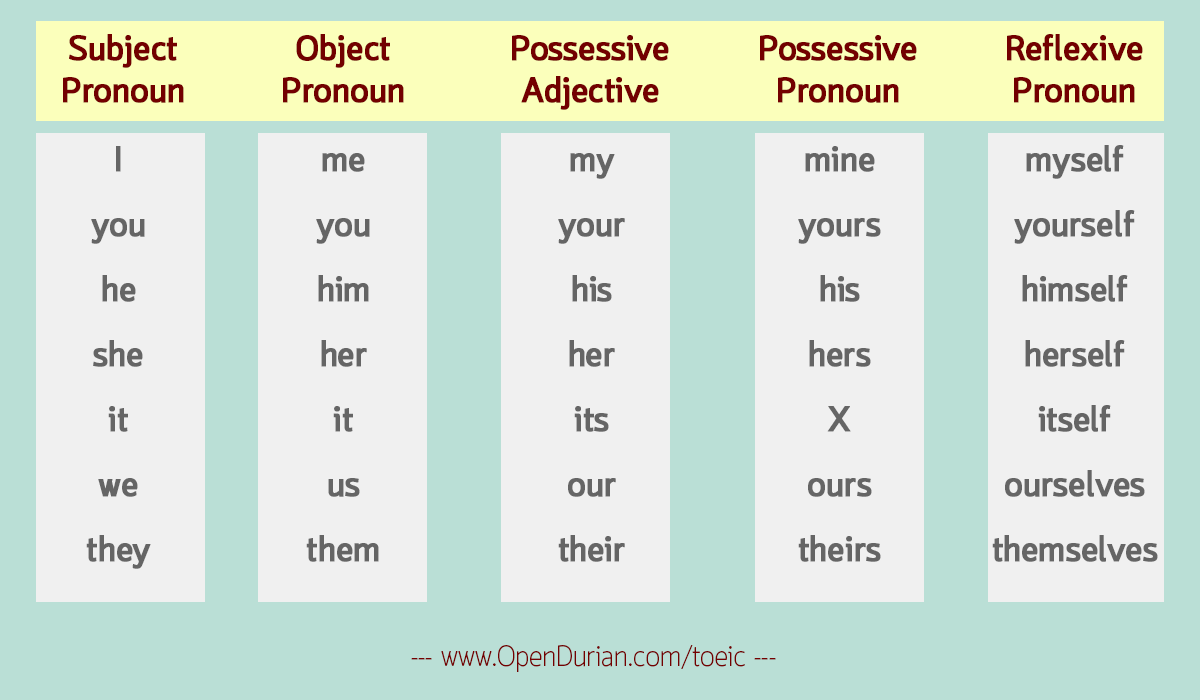 Subject Object Possessive Possessive Reflexive
Pronoun Pronoun Adjective Pronoun Pronoun
I me my mine myself
you you your yours yourself
he him his his himself
she her her hers herself
it it its X itself
we us our ours ourselves
they them their theirs themselves
--- www.OpenDurian.com/toeic ---